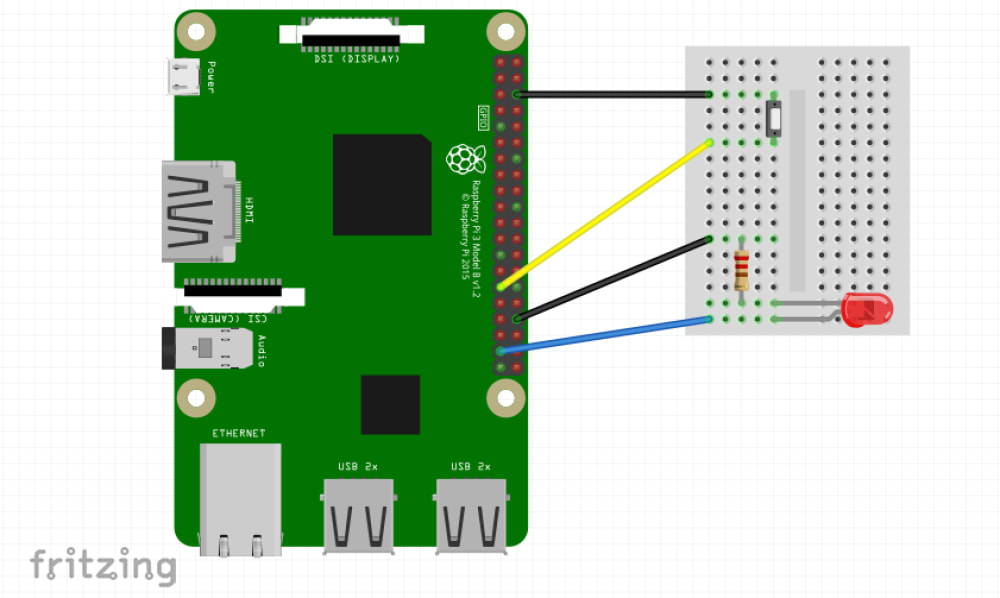 DSI (DISPLAY)
Power
GPIO
HDMI
Raspberry Pi 3 Model B v1.2
© Raspberry Pi 2015
CSI (CAMERA)
Audio
ETHERNET
USB 2x
USB 2x
fritzing